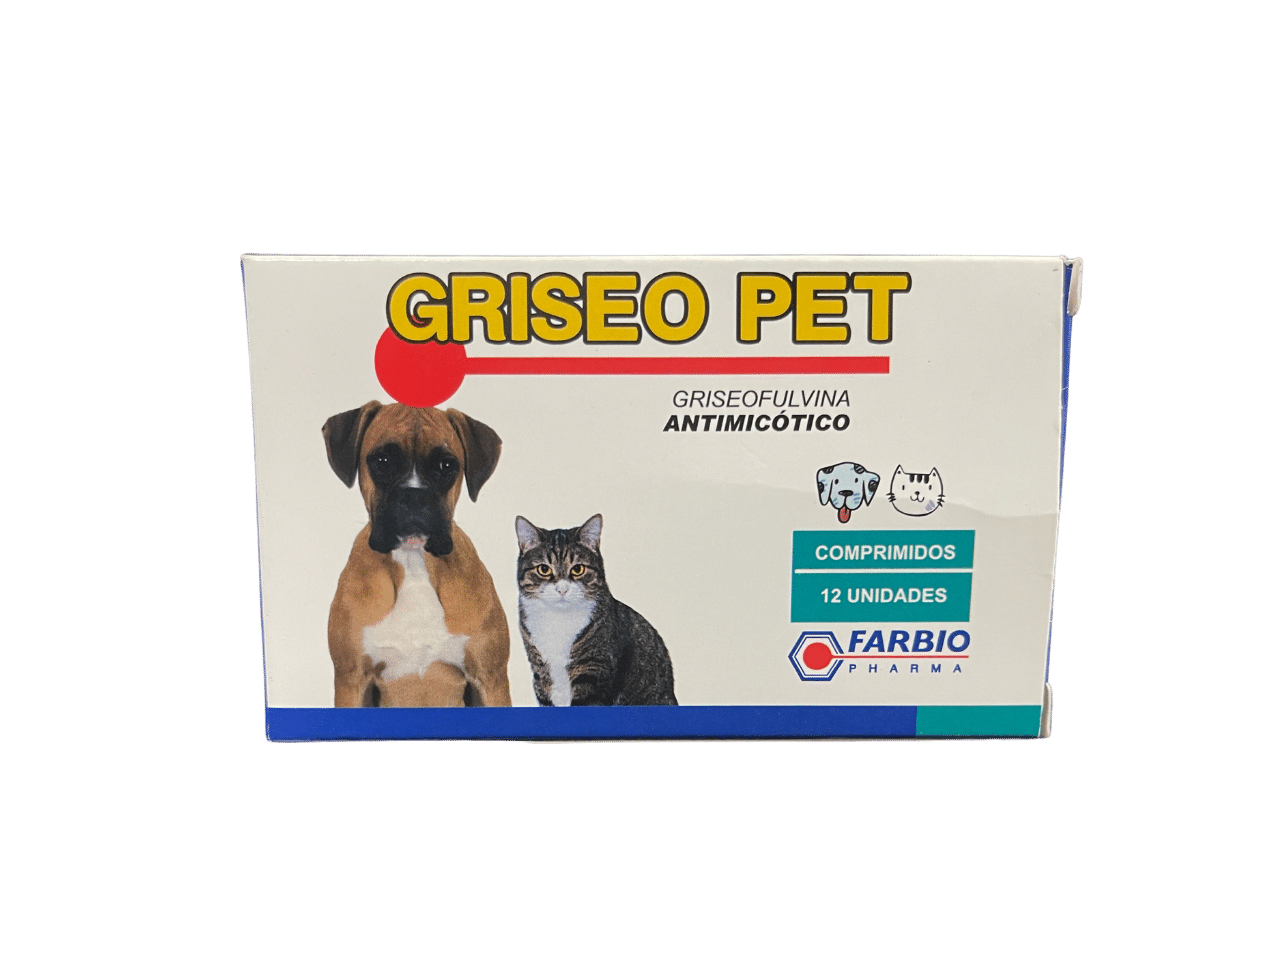 GRISEO PET
GRISEOFULVINA
ANTIMICÓTICO
COMPRIMIDOS
12 UNIDADES
FARBIO
PHARMA